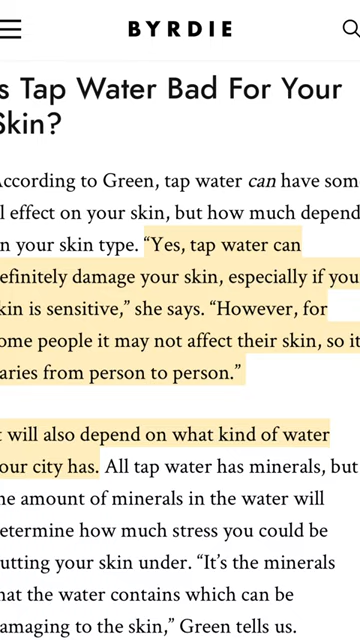 BYRDIE
s Tap Water Bad For Your
Skin?
According to Green, tap water can have som
l effect on your skin, but how much depend
n your skin type. “Yes, tap water can
efinitely damage your skin, especially if you
kin is sensitive,” she says. “However, for
ome people it may not affect their skin, so it
aries from person to person.”
t will also depend on what kind of water
our city has. All tap water has minerals, but
he amount of minerals in the water will
etermine how much stress you could be
utting your skin under. “It’s the minerals
hat the water contains which can be
amaging to the skin,” Green tells us.